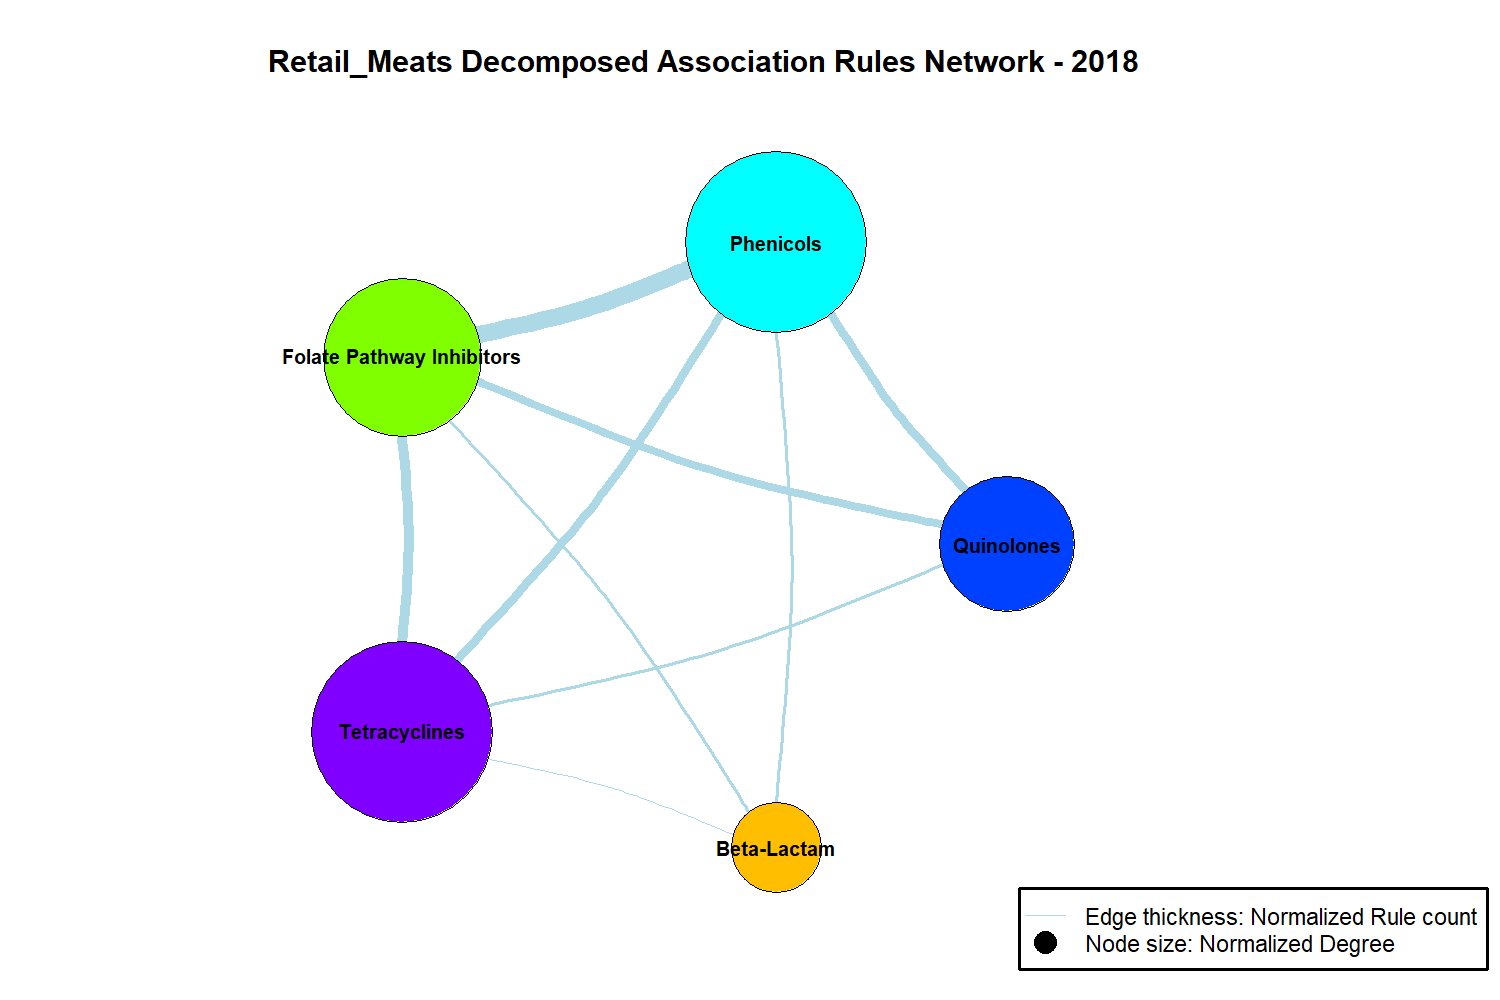 Retail_Meats Decomposed Association Rules Network - 2018
Phenicols
Folate Pathway Inhibitors
Quinolones
Tetracyclines
Beta-Lactam
Edge thickness: Normalized Rule count
Node size: Normalized Degree